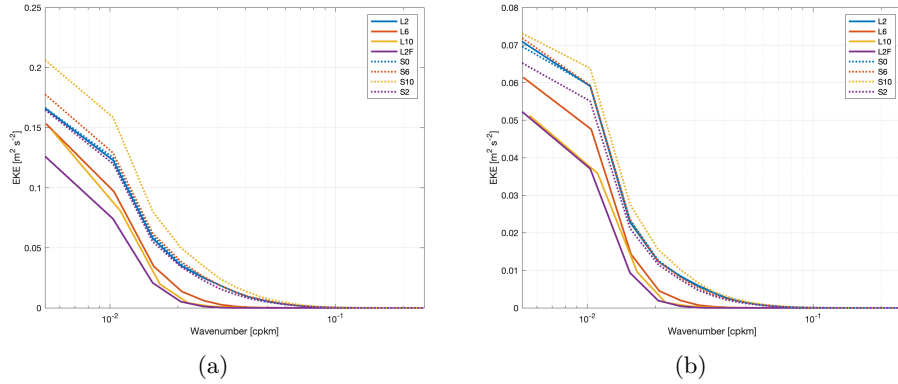 0.25
0.2
0.15
0.1
0.05
0
EKE [m² s⁻²]
10⁻²
10⁻¹
Wavenumber [cpkm]
L2
L6
L10
L2F
S0
S6
S10
S2
(a)
0.08
0.07
0.06
0.05
0.04
0.03
0.02
0.01
0
EKE [m² s⁻²]
10⁻²
10⁻¹
Wavenumber [cpkm]
L2
L6
L10
L2F
S0
S6
S10
S2
(b)